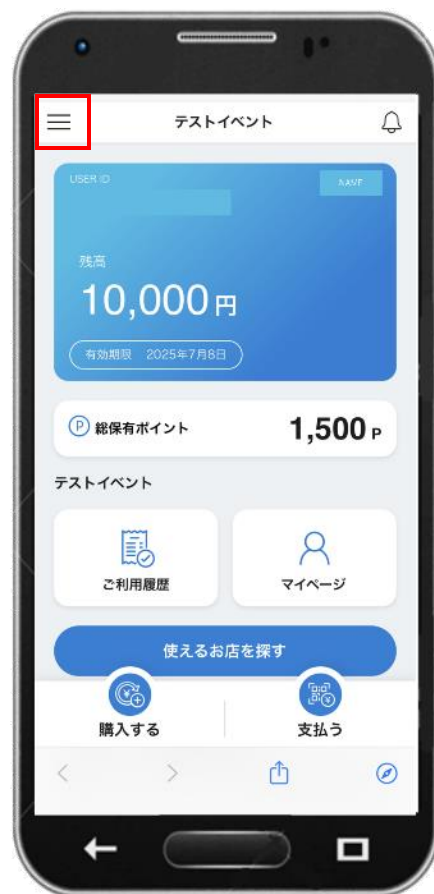 テストイベント
USER ID
SAVE
残高
10,000円
有効期限 2025年7月8日
P 総保有ポイント 1,500 P
テストイベント
ご利用履歴 マイページ
使えるお店を探す
購入する 支払う